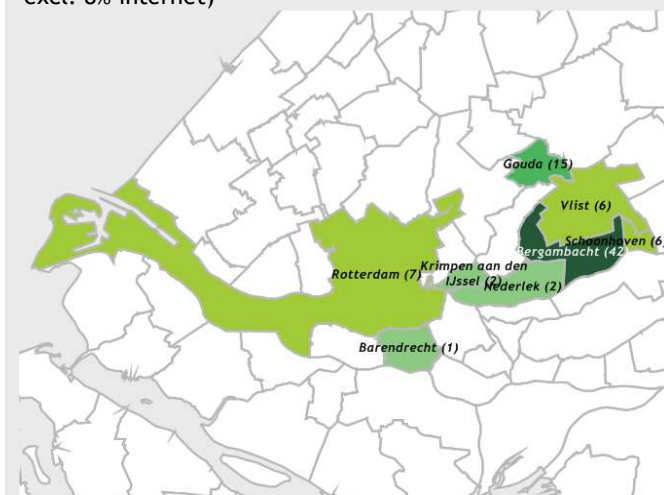 excl. 6% internet)
Gouda (15)
Vlist (6)
Schoonhoven (6)
Bergambacht (42)
Krimpen aan den
IJssel (2)
Nederlek (2)
Rotterdam (7)
Barendrecht (1)